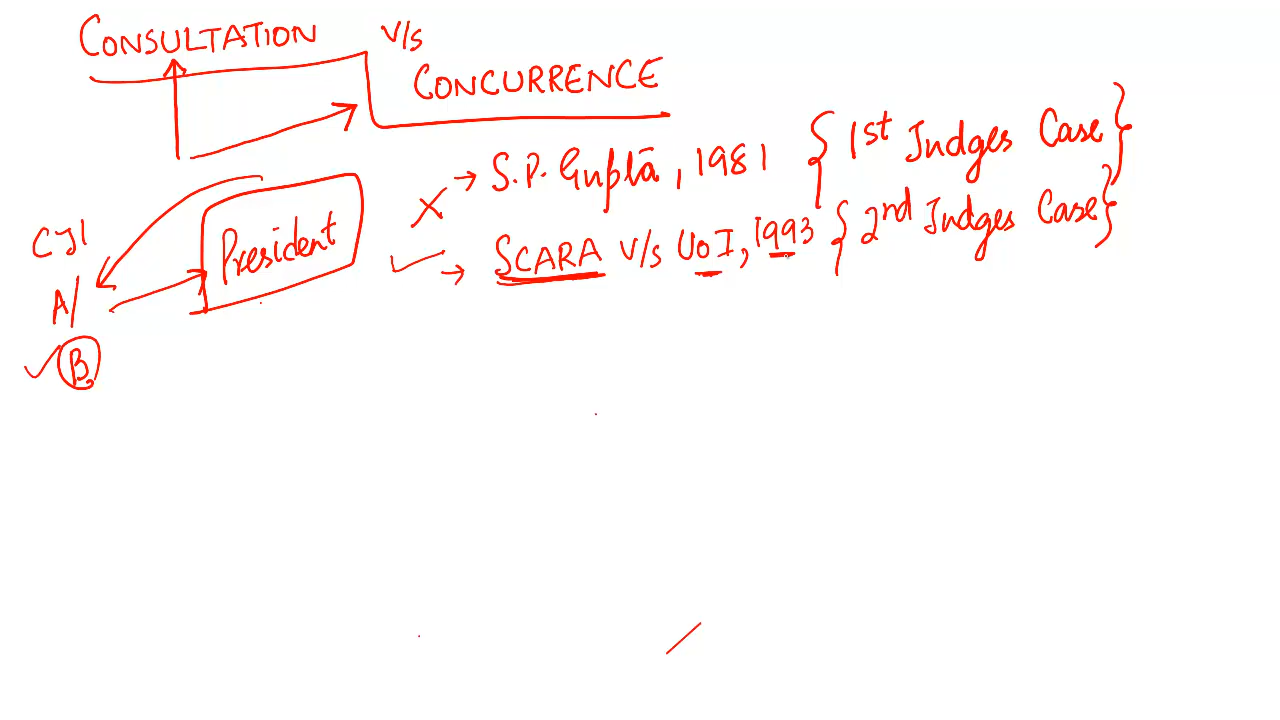 CONSULTATION V/s
CONCURRENCE
→ S.P. Gupta, 1981 { 1st Judges Case }
→ SCARA V/s UoI, 1993 { 2nd Judges Case }
President
CJI
A/
B